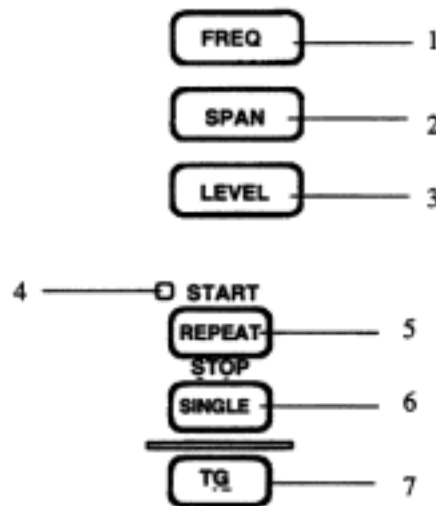 FREQ 1
SPAN 2
LEVEL 3
4 START
REPEAT 5
STOP
SINGLE 6
TG 7